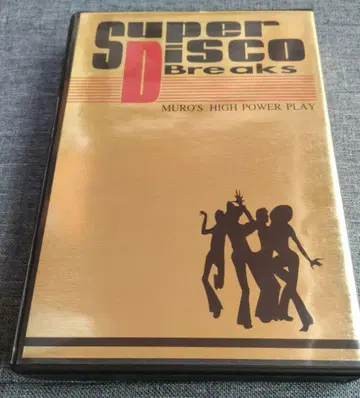 Super
Disco
Breaks
MURO'S HIGH POWER PLAY